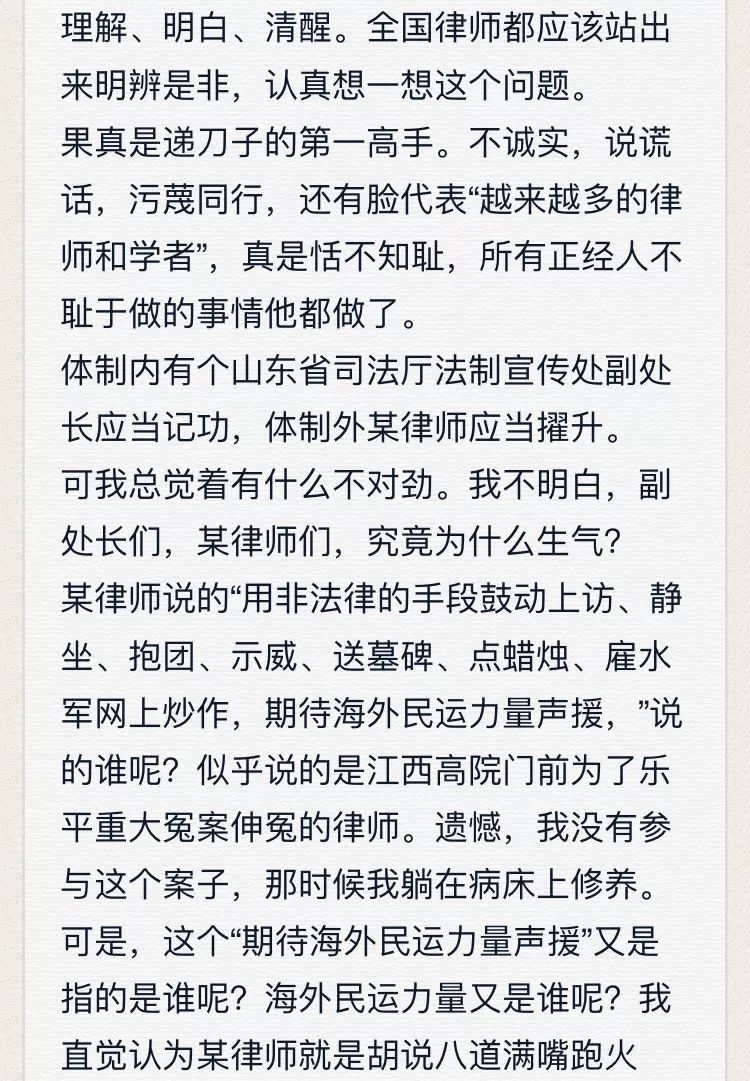 理解、明白、清醒。全国律师都应该站出
来明辨是非，认真想一想这个问题。
果真是递刀子的第一高手。不诚实，说谎
话，污蔑同行，还有脸代表“越来越多的律
师和学者”，真是恬不知耻，所有正经人不
耻于做的事情他都做了。
体制内有个山东省司法厅法制宣传处副处
长应当记功，体制外某律师应当擢升。
可我总觉着有什么不对劲。我不明白，副
处长们，某律师们，究竟为什么生气？
某律师说的“用非法律的手段鼓动上访、静
坐、抱团、示威、送墓碑、点蜡烛、雇水
军网上炒作，期待海外民运力量声援，”说
的谁呢？似乎说的是江西高院门前为了乐
平重大冤案伸冤的律师。遗憾，我没有参
与这个案子，那时候我躺在病床上修养。
可是，这个“期待海外民运力量声援”又是
指的是谁呢？海外民运力量又是谁呢？我
直觉认为某律师就是胡说八道满嘴跑火